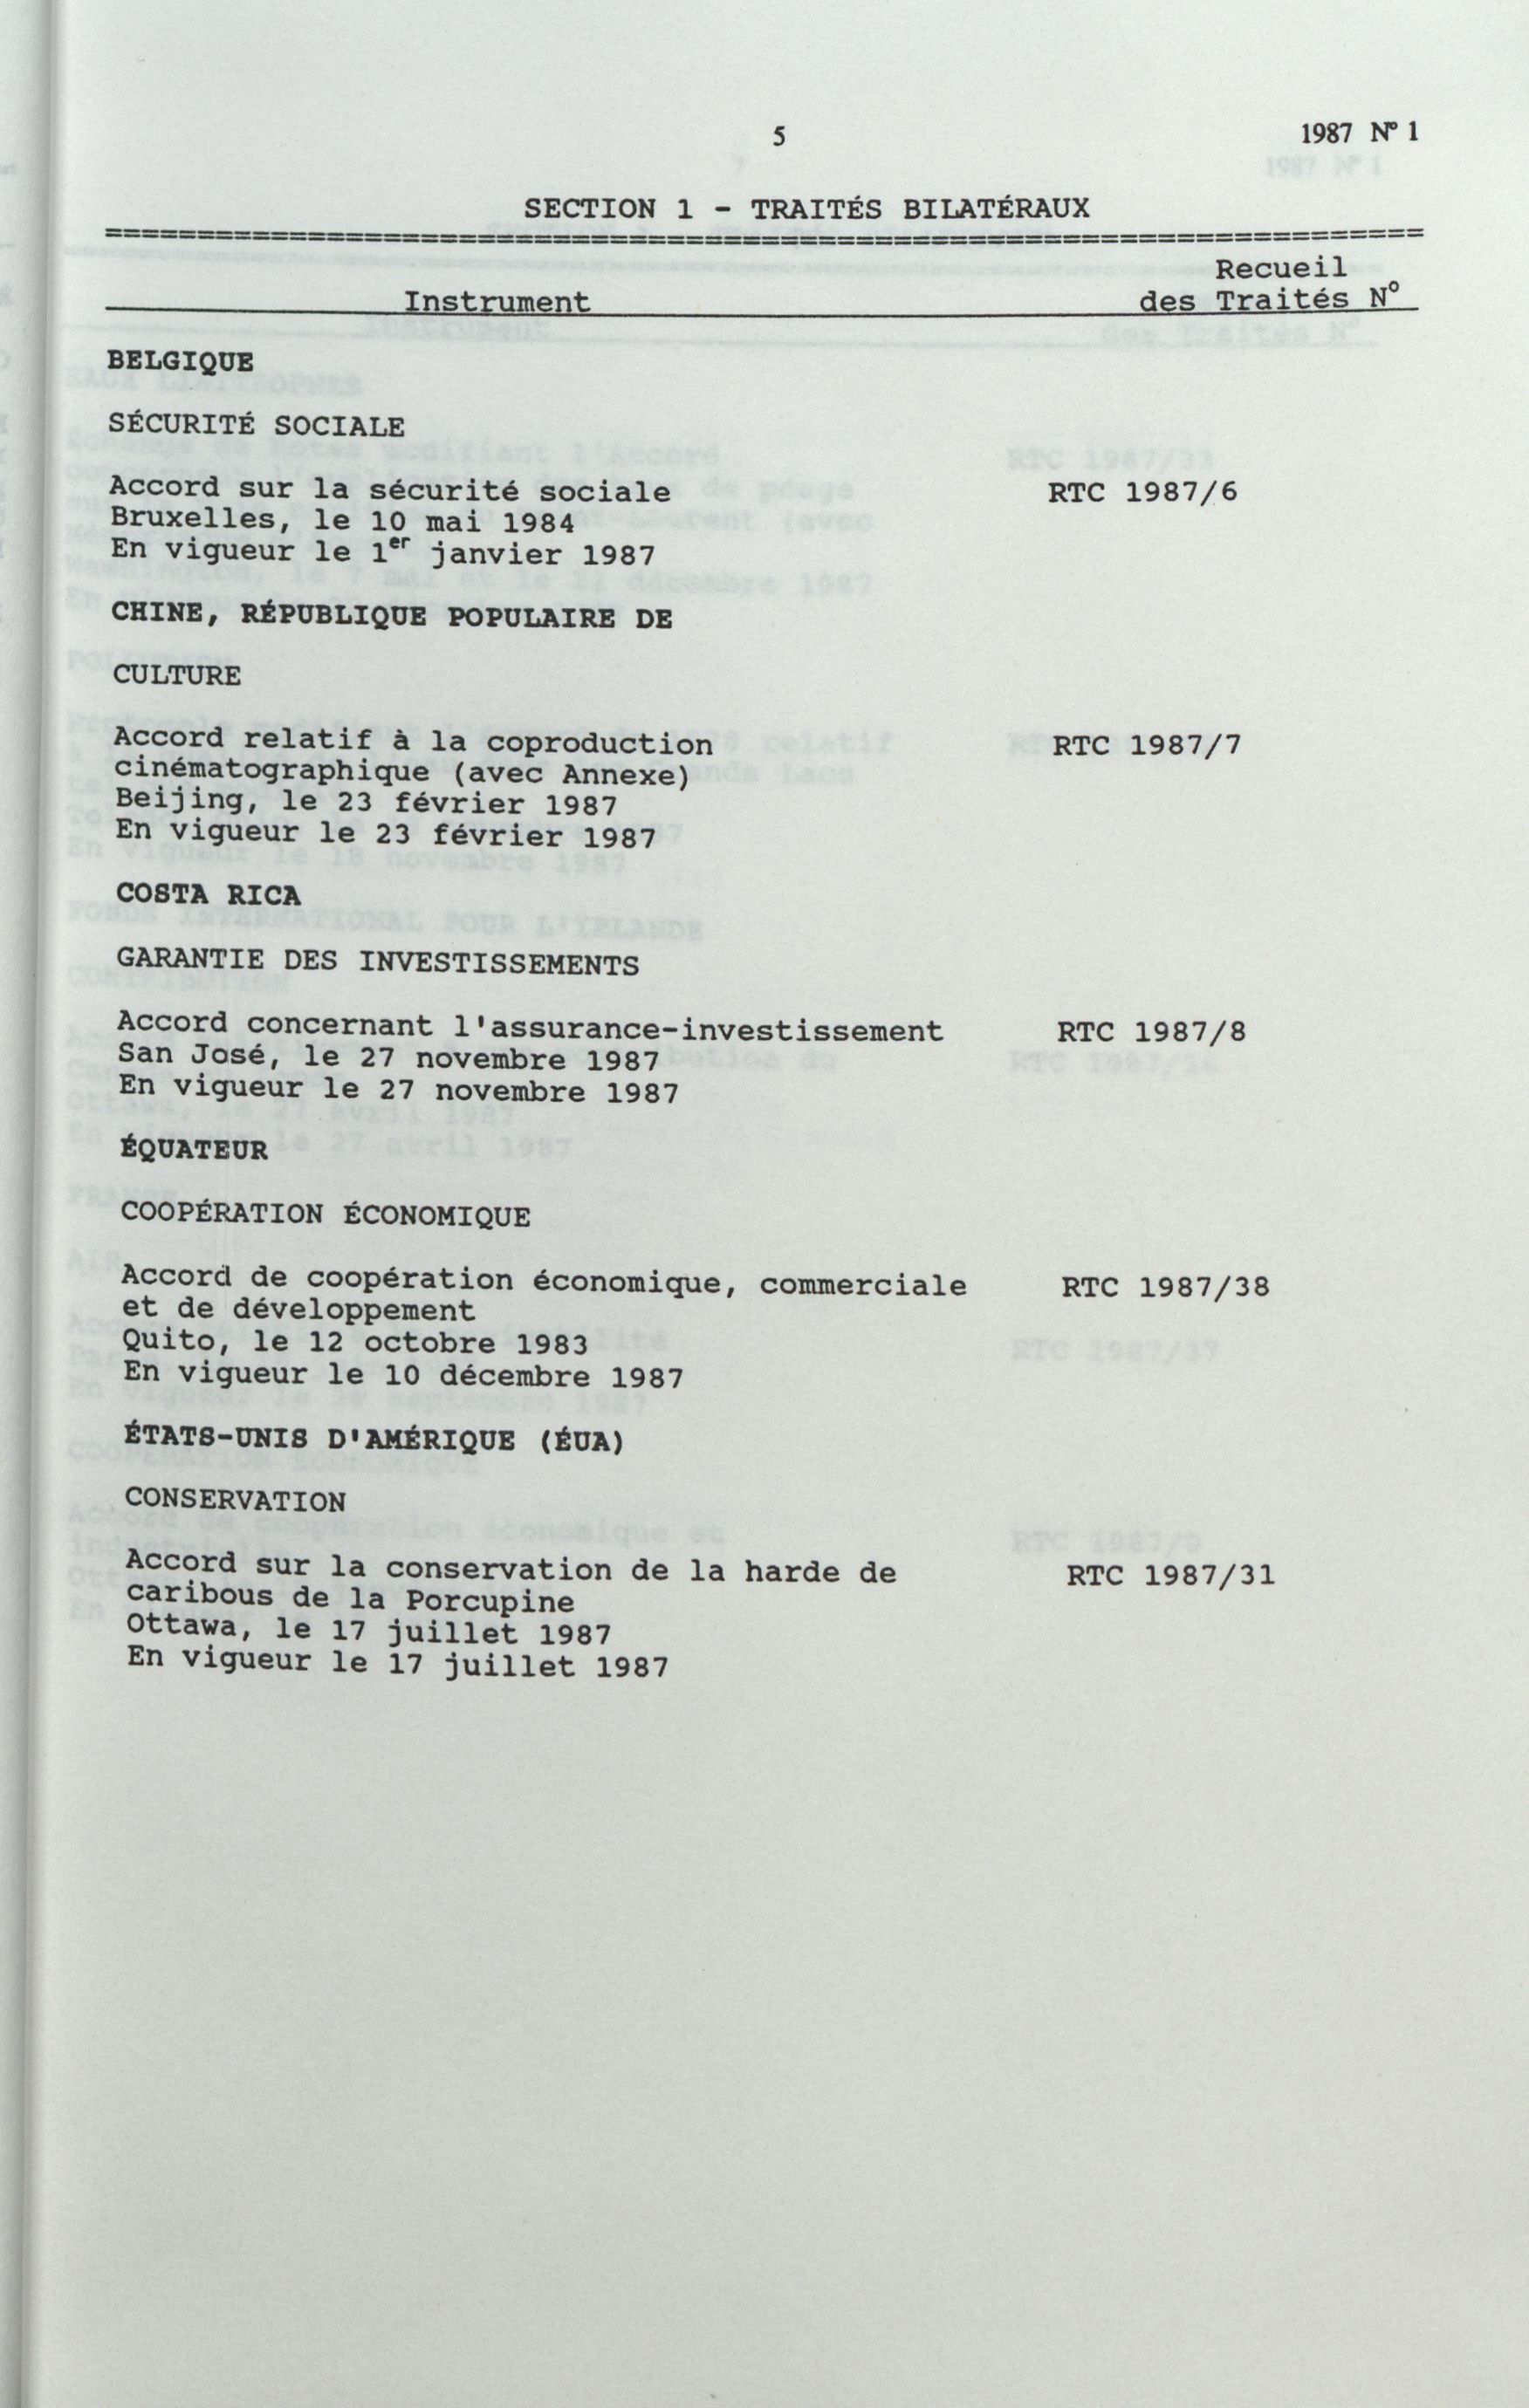 5
1987 Nº 1
SECTION 1 - TRAITÉS BILATÉRAUX
Recueil
Instrument des Traités Nº
BELGIQUE
SÉCURITÉ SOCIALE
Accord sur la sécurité sociale RTC 1987/6
Bruxelles, le 10 mai 1984
En vigueur le 1er janvier 1987
CHINE, RÉPUBLIQUE POPULAIRE DE
CULTURE
Accord relatif à la coproduction RTC 1987/7
cinématographique (avec Annexe)
Beijing, le 23 février 1987
En vigueur le 23 février 1987
COSTA RICA
GARANTIE DES INVESTISSEMENTS
Accord concernant l'assurance-investissement RTC 1987/8
San José, le 27 novembre 1987
En vigueur le 27 novembre 1987
ÉQUATEUR
COOPÉRATION ÉCONOMIQUE
Accord de coopération économique, commerciale RTC 1987/38
et de développement
Quito, le 12 octobre 1983
En vigueur le 10 décembre 1987
ÉTATS-UNIS D'AMÉRIQUE (ÉUA)
CONSERVATION
Accord sur la conservation de la harde de RTC 1987/31
caribous de la Porcupine
Ottawa, le 17 juillet 1987
En vigueur le 17 juillet 1987